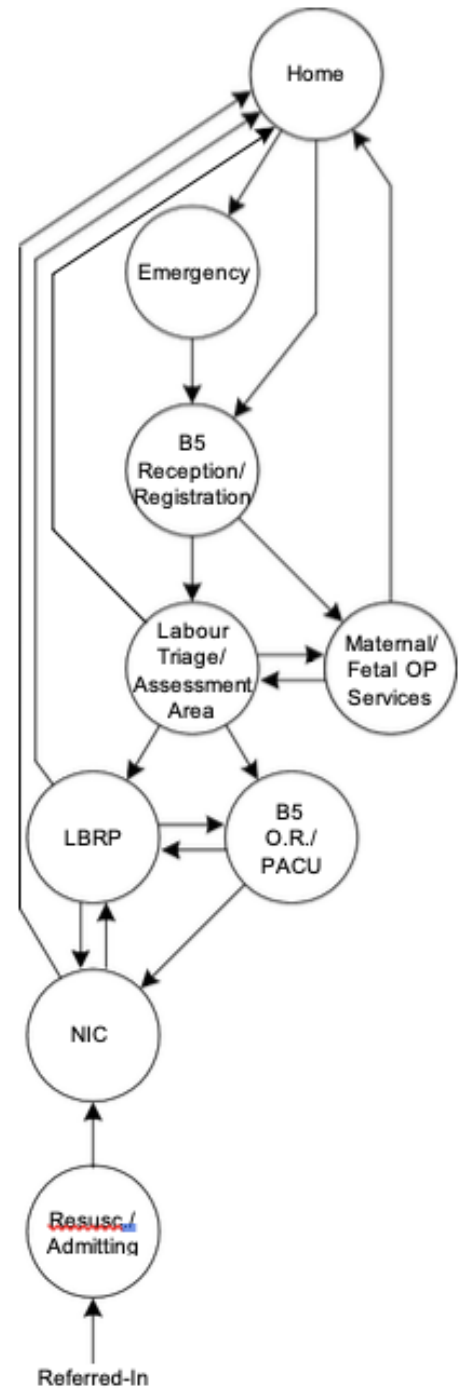 Home
Emergency
B5
Reception/
Registration
Labour
Triage/
Assessment
Area
Maternal/
Fetal OP
Services
LBRP
B5
O.R./
PACU
NIC
Resusc./
Admitting
Referred-In